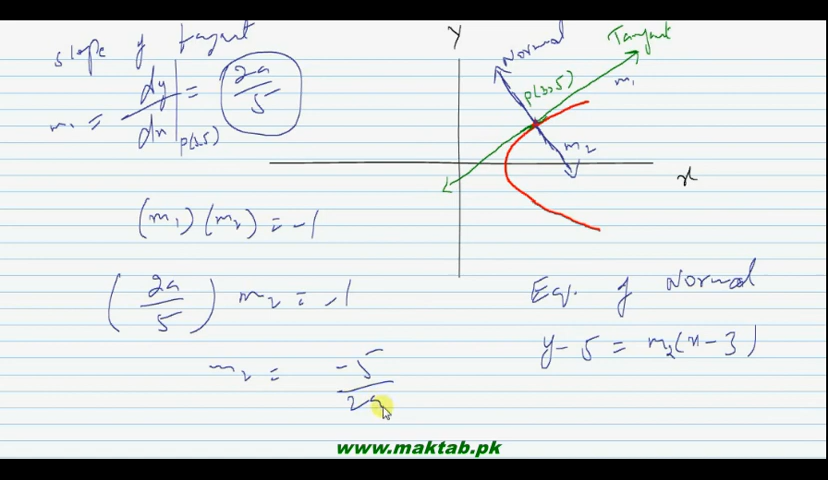 slope of tangent
m₁ = dy/dx | P(3,5) = 2a/5
(m₁)(m₂) = -1
(2a/5) m₂ = -1
m₂ = -5/2a
Y
Normal
Tangent
P(3,5)
m₁
m₂
x
Eq. of Normal
y - 5 = m₂(x - 3)
www.maktab.pk